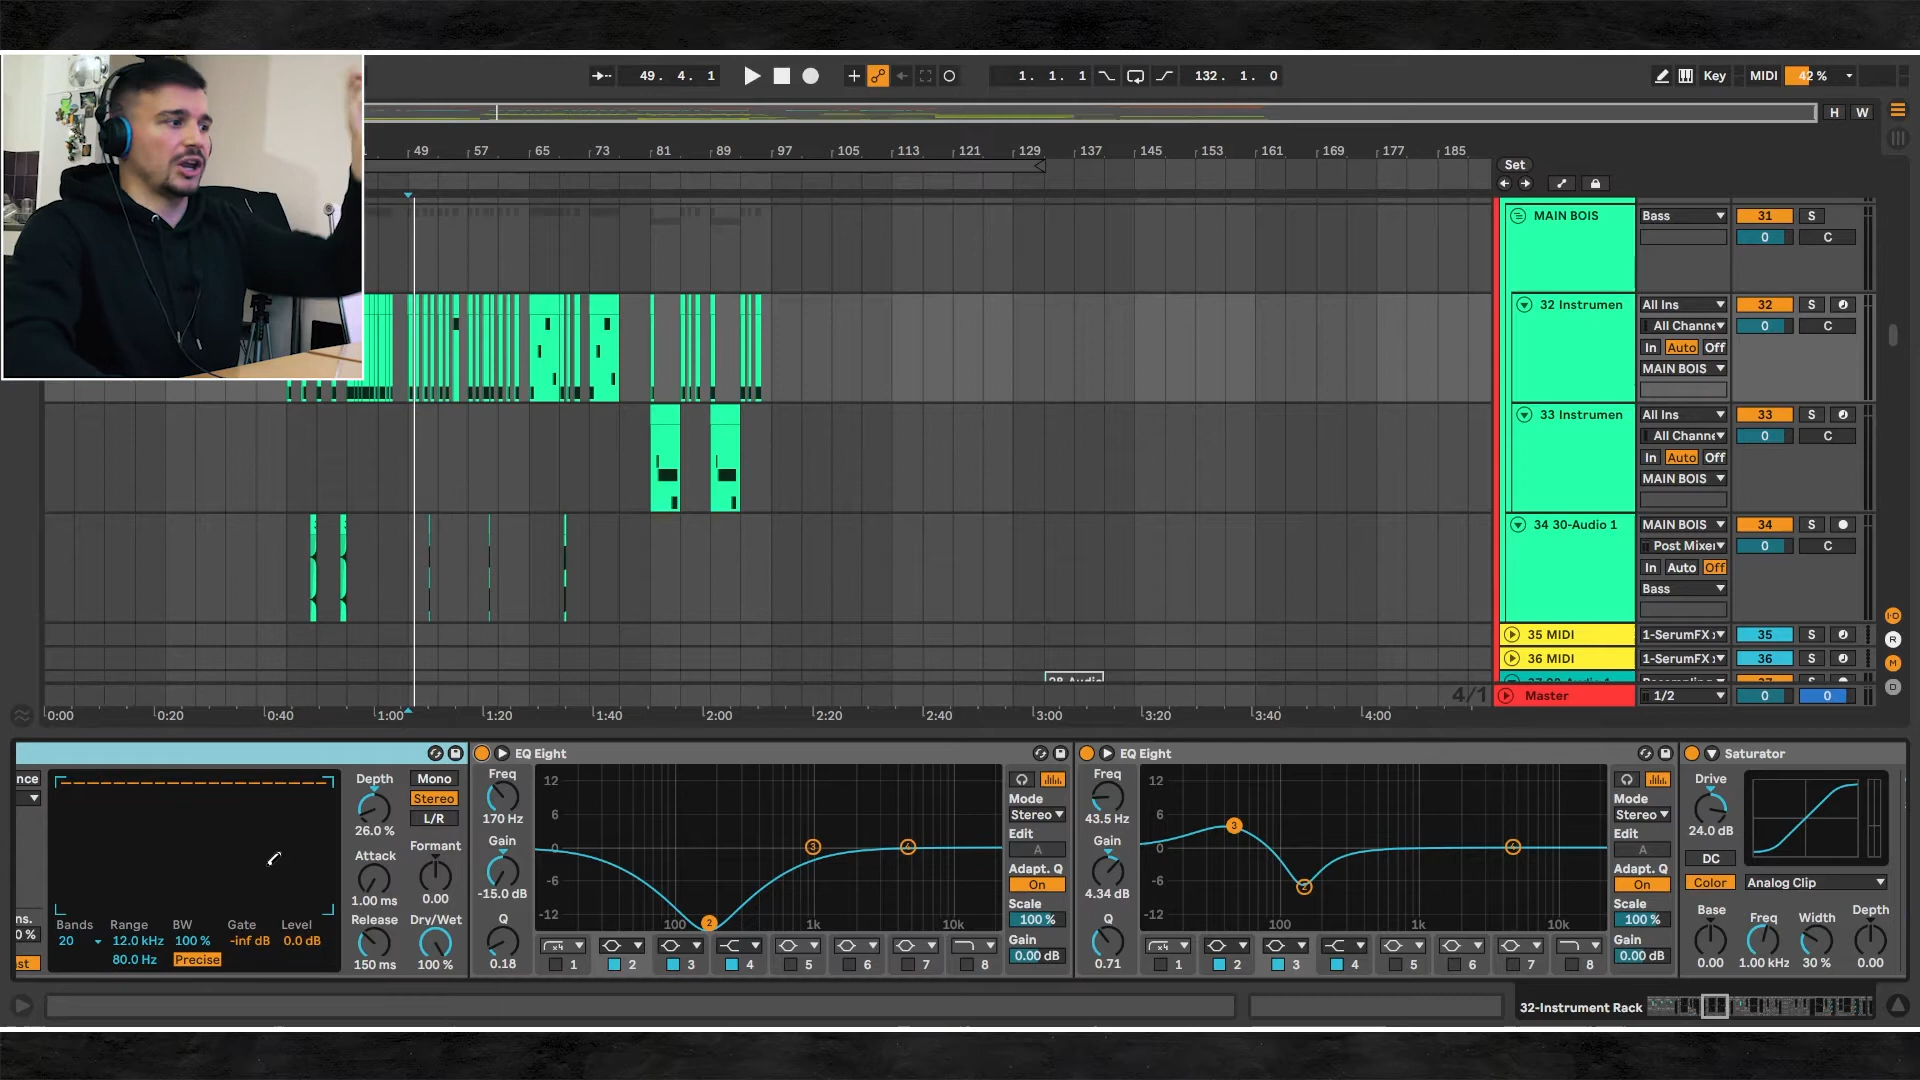 49. 4. 1
1. 1. 1
132. 1. 0
Key
MIDI
42 %
H
W
49
57
65
73
81
89
97
105
113
121
129
137
145
153
161
169
177
185
Set
MAIN BOIS
Bass
31
S
0
C
32 Instrumen
All Ins
32
S
All Channe
0
C
In
Auto
Off
MAIN BOIS
33 Instrumen
All Ins
33
S
All Channe
0
C
In
Auto
Off
MAIN BOIS
34 30-Audio 1
MAIN BOIS
34
S
Post Mixer
0
C
In
Auto
Off
Bass
35 MIDI
1-SerumFX
35
S
36 MIDI
1-SerumFX
36
S
4/1
Master
1/2
0
0
I·O
R
M
D
0:00
0:20
0:40
1:00
1:20
1:40
2:00
2:20
2:40
3:00
3:20
3:40
4:00
nce
Depth
26.0 %
Mono
Stereo
L/R
Attack
1.00 ms
Formant
0.00
Release
150 ms
Dry/Wet
100 %
ns.
0 %
Bands
20
Range
12.0 kHz
80.0 Hz
BW
100 %
Precise
Gate
-inf dB
Level
0.0 dB
EQ Eight
Freq
170 Hz
Gain
-15.0 dB
Q
0.18
12
6
0
-6
-12
100
1k
10k
2
3
4
Mode
Stereo
Edit
A
Adapt. Q
On
Scale
100 %
Gain
0.00 dB
x4
1
2
3
4
5
6
7
8
EQ Eight
Freq
43.5 Hz
Gain
4.34 dB
Q
0.71
12
6
0
-6
-12
100
1k
10k
3
2
4
Mode
Stereo
Edit
A
Adapt. Q
On
Scale
100 %
Gain
0.00 dB
x4
1
2
3
4
5
6
7
8
Saturator
Drive
24.0 dB
DC
Color
Analog Clip
Base
0.00
Freq
1.00 kHz
Width
30 %
Depth
0.00
32-Instrument Rack